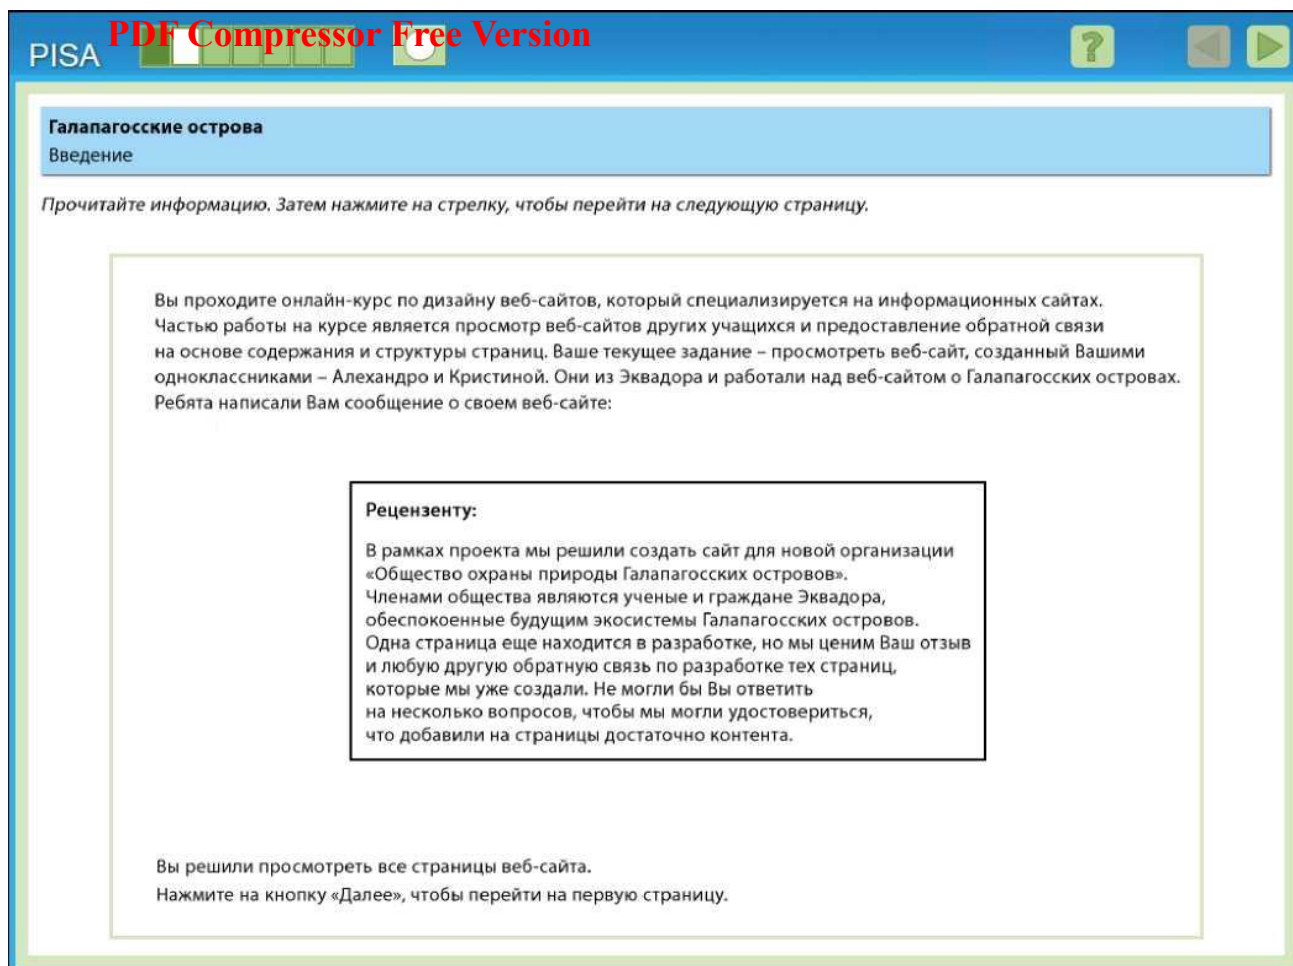 PDF Compressor Free Version
PISA
?
Галапагосские острова
Введение
Прочитайте информацию. Затем нажмите на стрелку, чтобы перейти на следующую страницу.
Вы проходите онлайн-курс по дизайну веб-сайтов, который специализируется на информационных сайтах.
Частью работы на курсе является просмотр веб-сайтов других учащихся и предоставление обратной связи
на основе содержания и структуры страниц. Ваше текущее задание – просмотреть веб-сайт, созданный Вашими
одноклассниками – Алехандро и Кристиной. Они из Эквадора и работали над веб-сайтом о Галапагосских островах.
Ребята написали Вам сообщение о своем веб-сайте:
Рецензенту:
В рамках проекта мы решили создать сайт для новой организации
«Общество охраны природы Галапагосских островов».
Членами общества являются ученые и граждане Эквадора,
обеспокоенные будущим экосистемы Галапагосских островов.
Одна страница еще находится в разработке, но мы ценим Ваш отзыв
и любую другую обратную связь по разработке тех страниц,
которые мы уже создали. Не могли бы Вы ответить
на несколько вопросов, чтобы мы могли удостовериться,
что добавили на страницы достаточно контента.
Вы решили просмотреть все страницы веб-сайта.
Нажмите на кнопку «Далее», чтобы перейти на первую страницу.